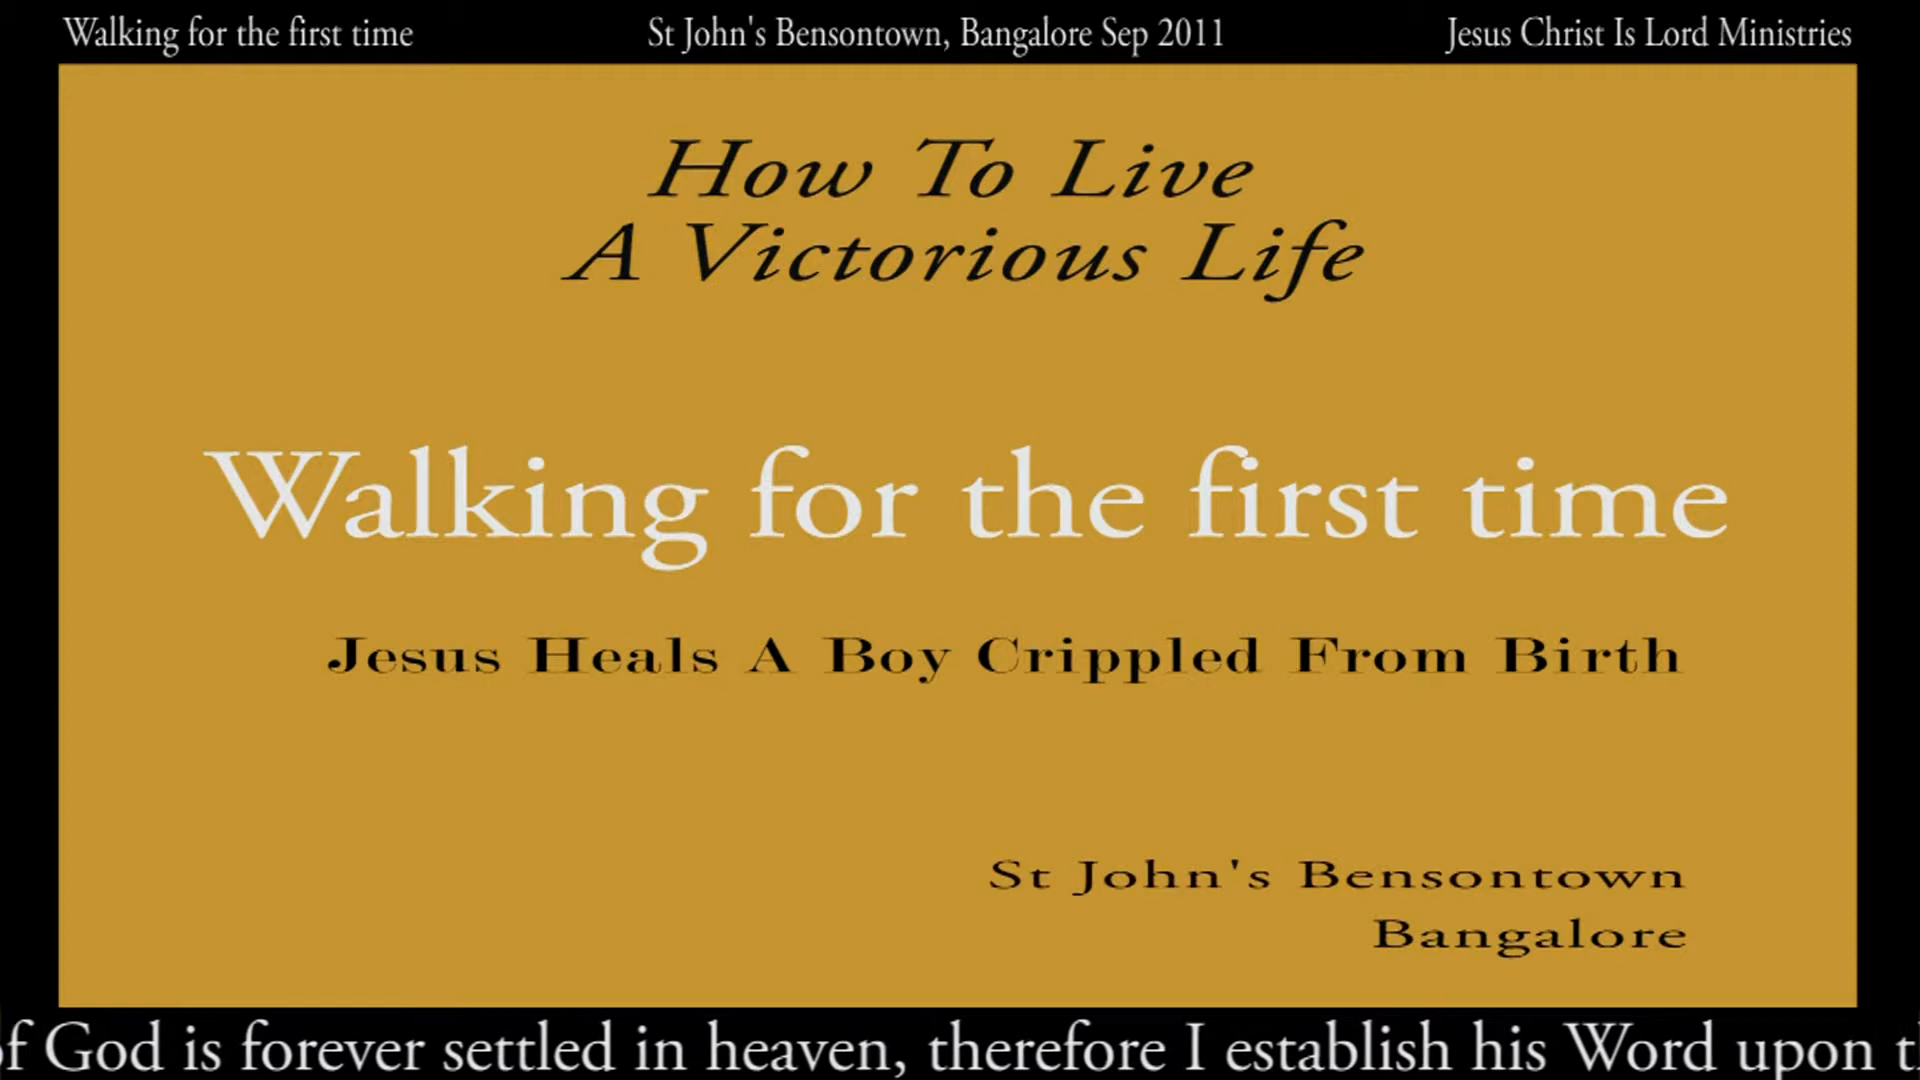 Walking for the first time
St John's Bensontown, Bangalore Sep 2011
Jesus Christ Is Lord Ministries
How To Live
A Victorious Life
Walking for the first time
Jesus Heals A Boy Crippled From Birth
St John's Bensontown
Bangalore
of God is forever settled in heaven, therefore I establish his Word upon